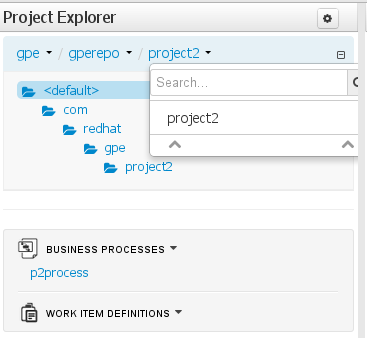 Project Explorer
gpe / gperepo / project2
Search...
<default>
com
project2
redhat
gpe
project2
BUSINESS PROCESSES
p2process
WORK ITEM DEFINITIONS